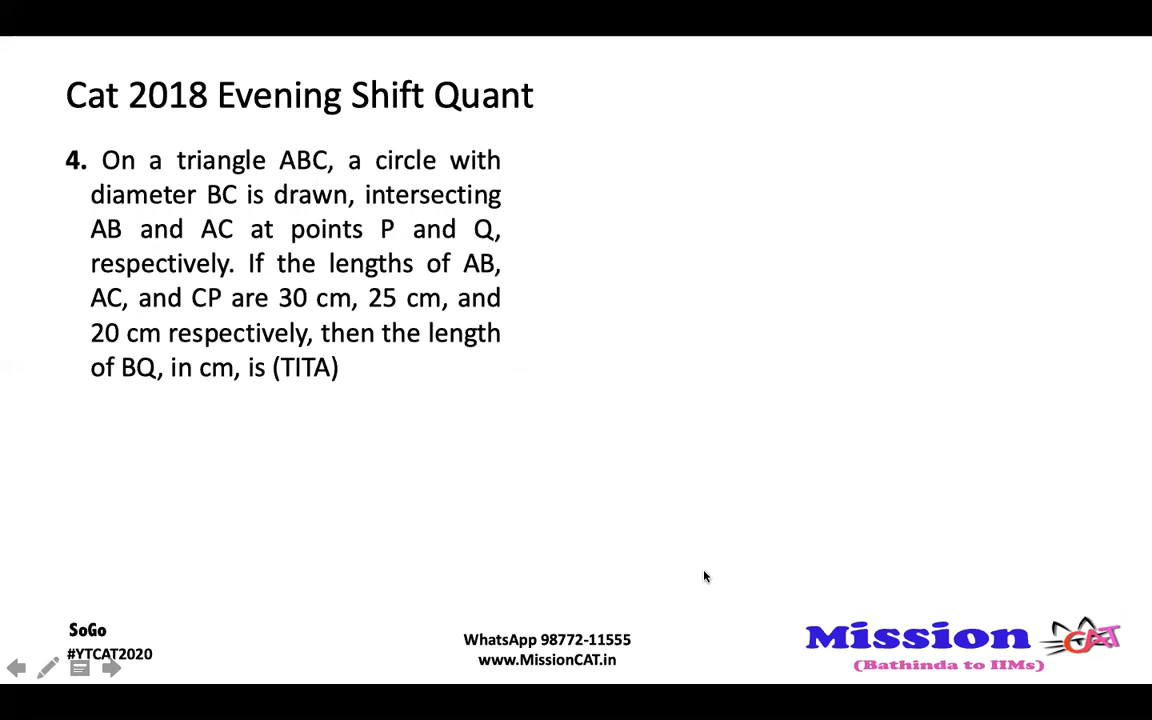 Cat 2018 Evening Shift Quant
4. On a triangle ABC, a circle with
diameter BC is drawn, intersecting
AB and AC at points P and Q,
respectively. If the lengths of AB,
AC, and CP are 30 cm, 25 cm, and
20 cm respectively, then the length
of BQ, in cm, is (TITA)
SoGo
#YTCAT2020
WhatsApp 98772-11555
www.MissionCAT.in
Mission CAT
(Bathinda to IIMs)